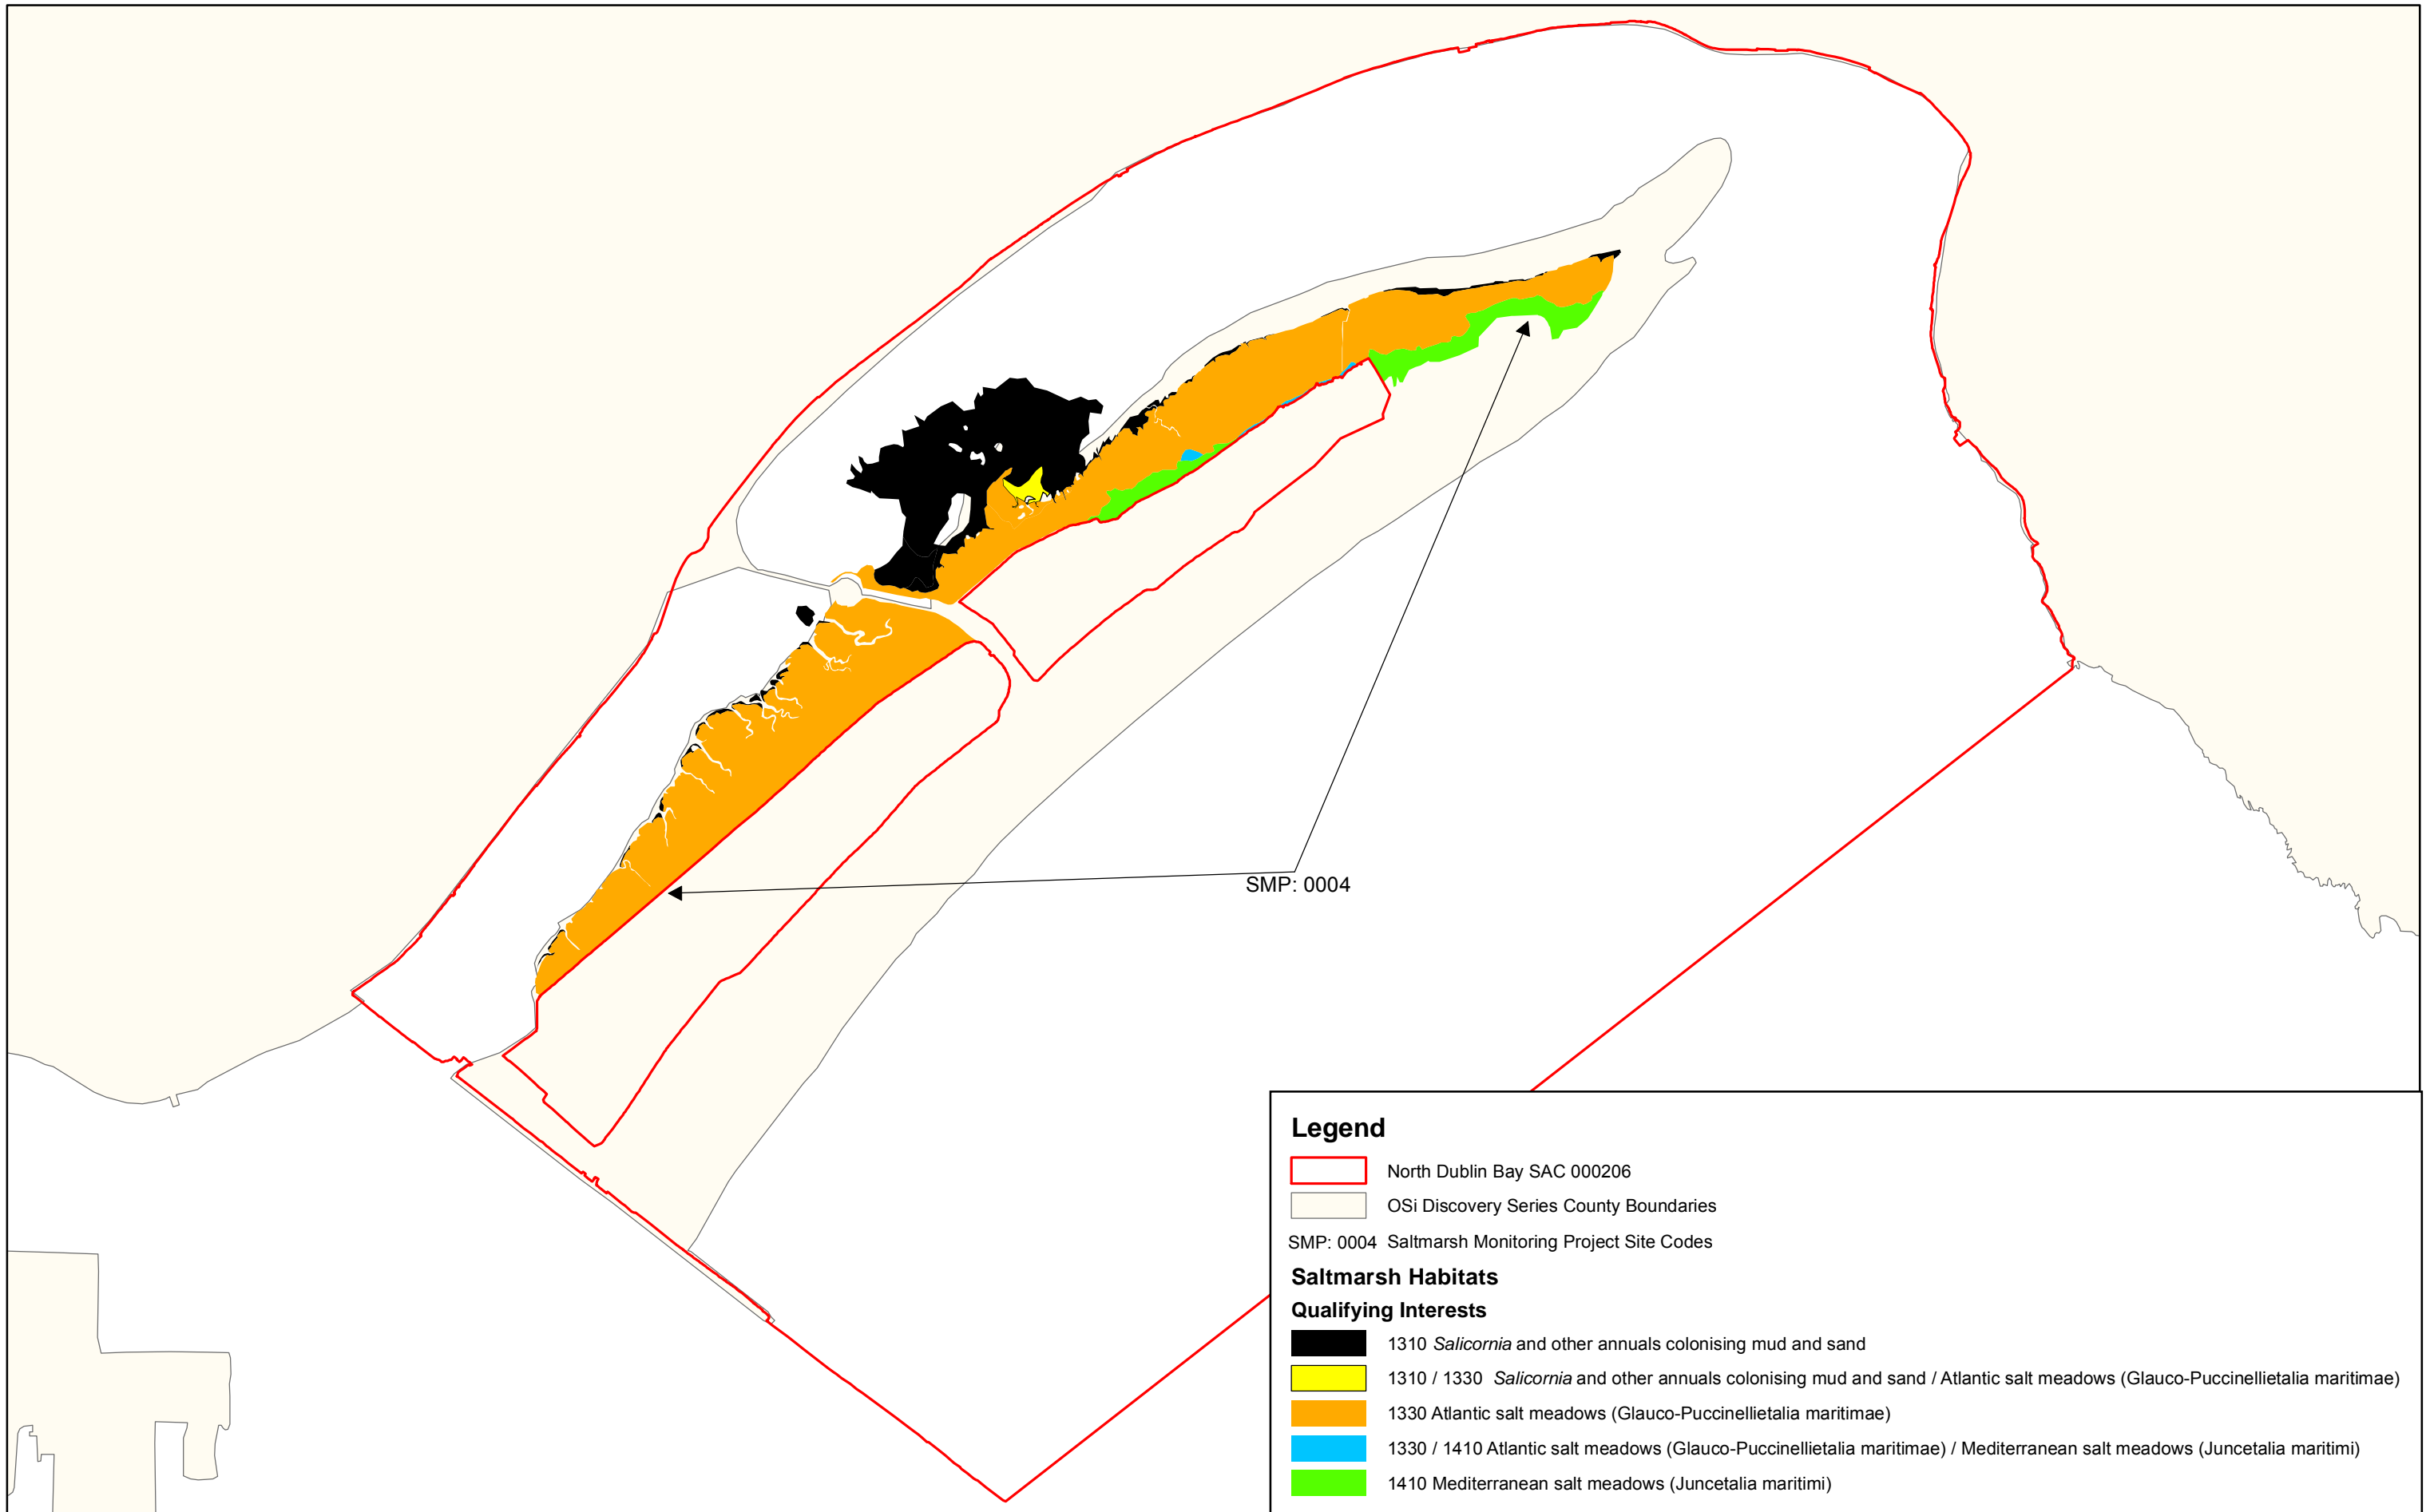 SMP: 0004
Legend
North Dublin Bay SAC 000206
OSi Discovery Series County Boundaries
SMP: 0004 Saltmarsh Monitoring Project Site Codes
Saltmarsh Habitats
Qualifying Interests
1310 Salicornia and other annuals colonising mud and sand
1310 / 1330 Salicornia and other annuals colonising mud and sand / Atlantic salt meadows (Glauco-Puccinellietalia maritimae)
1330 Atlantic salt meadows (Glauco-Puccinellietalia maritimae)
1330 / 1410 Atlantic salt meadows (Glauco-Puccinellietalia maritimae) / Mediterranean salt meadows (Juncetalia maritimi)
1410 Mediterranean salt meadows (Juncetalia maritimi)